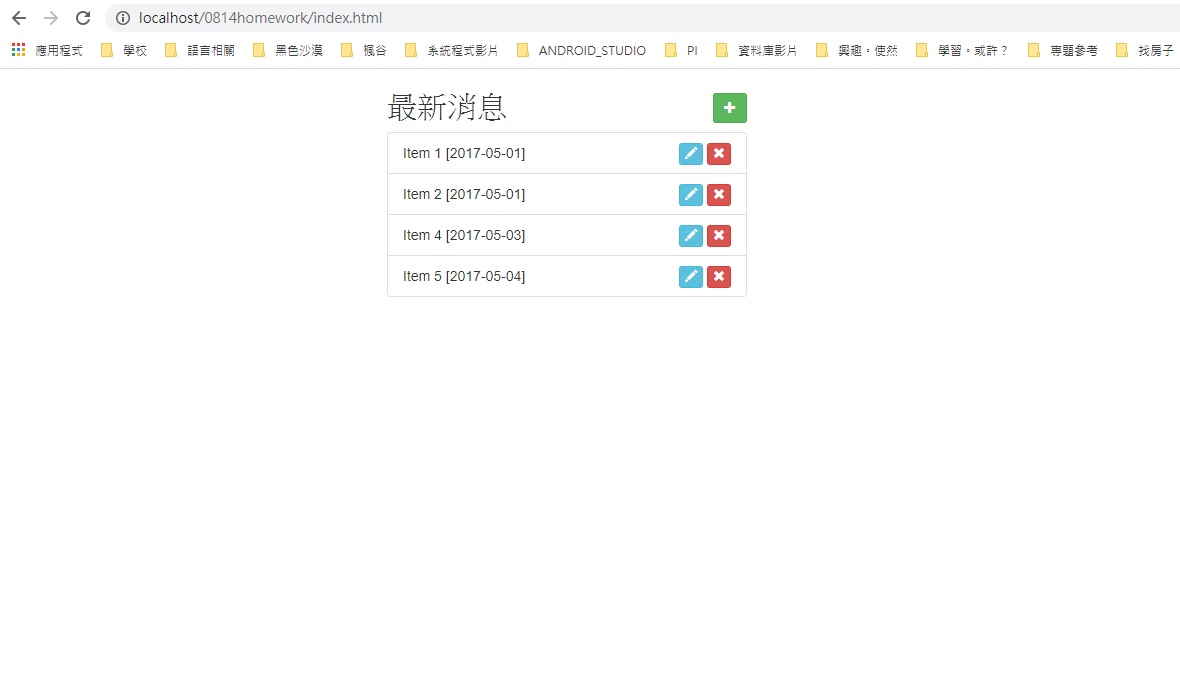 localhost/0814homework/index.html
應用程式 學校 語言相關 黑色沙漠 楓谷 系統程式影片 ANDROID_STUDIO PI 資料庫影片 興趣。使然 學習。或許？ 專題參考 找房子
最新消息
Item 1 [2017-05-01]
Item 2 [2017-05-01]
Item 4 [2017-05-03]
Item 5 [2017-05-04]